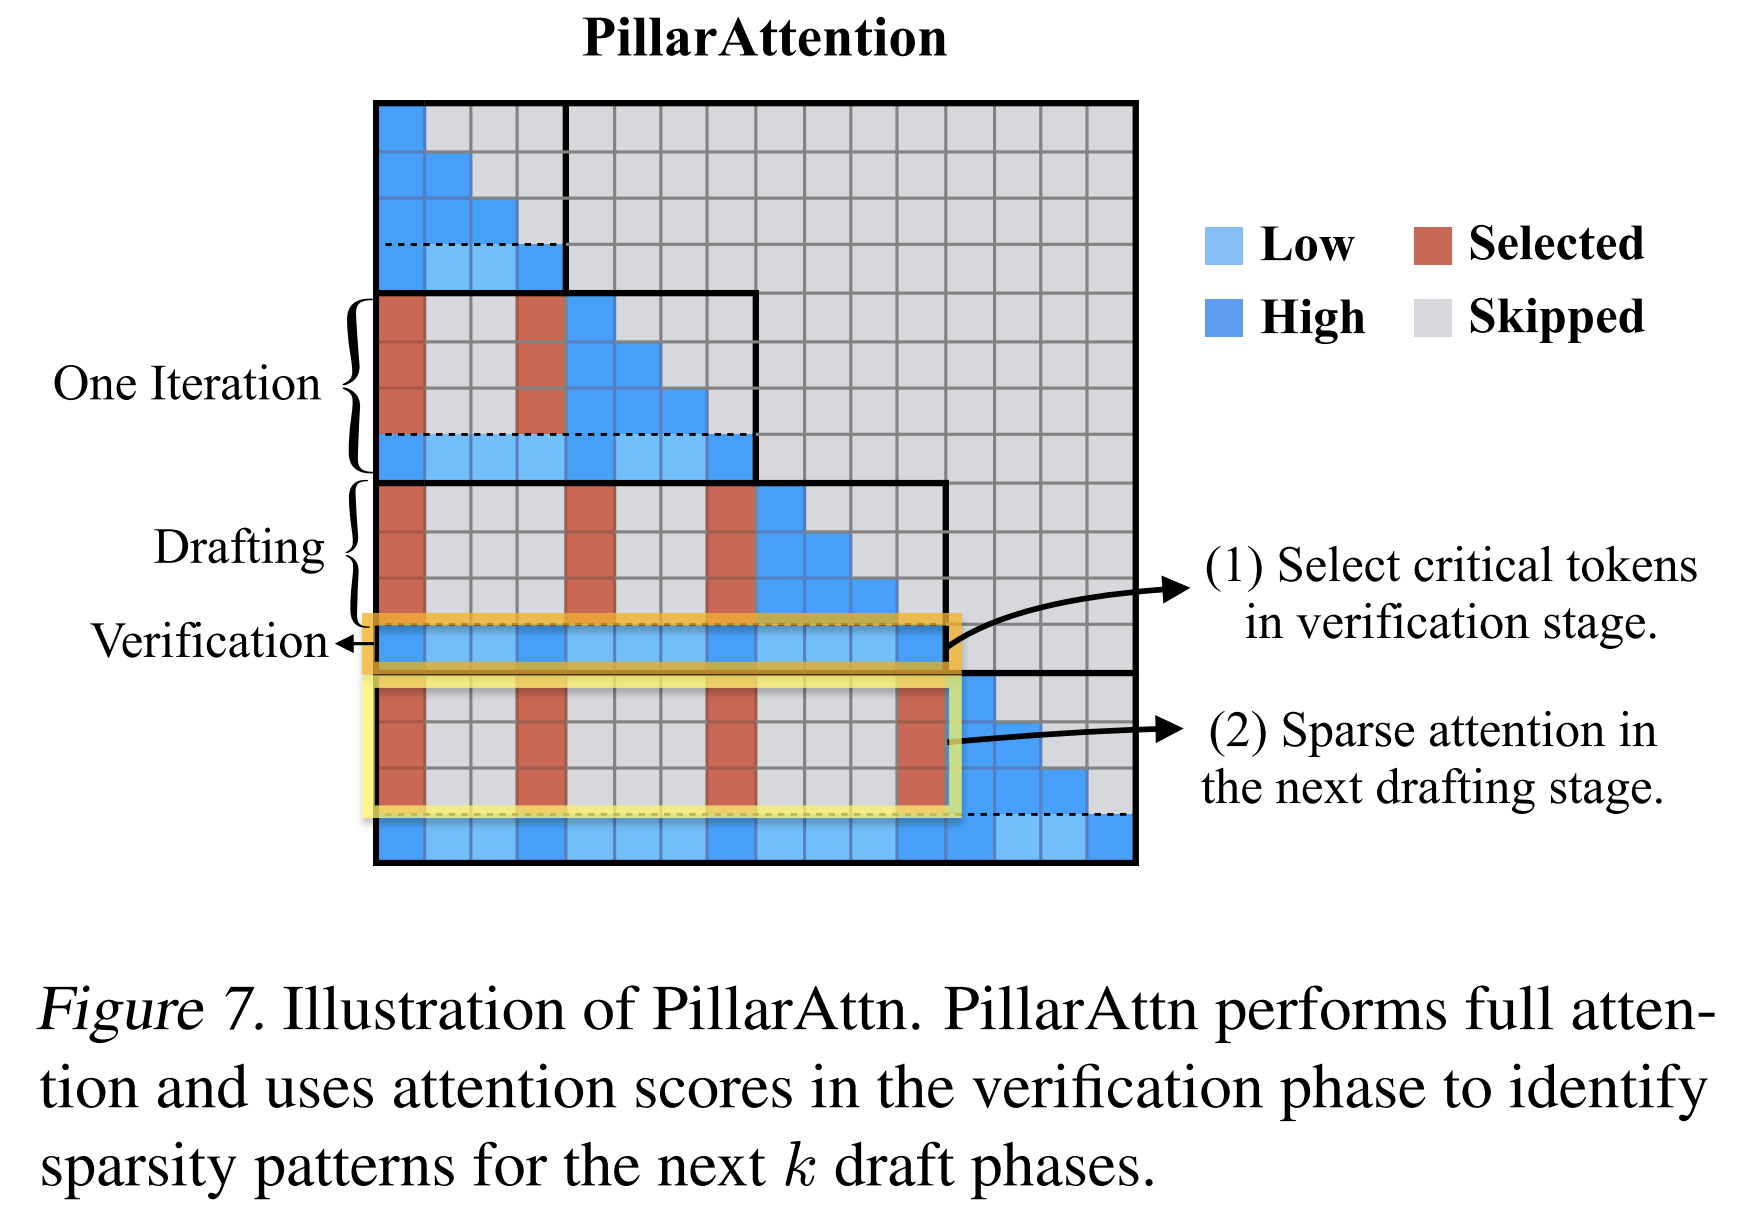 PillarAttention
Low
Selected
High
Skipped
One Iteration
Drafting
Verification
(1) Select critical tokens
in verification stage.
(2) Sparse attention in
the next drafting stage.
Figure 7. Illustration of PillarAttn. PillarAttn performs full atten-
tion and uses attention scores in the verification phase to identify
sparsity patterns for the next k draft phases.